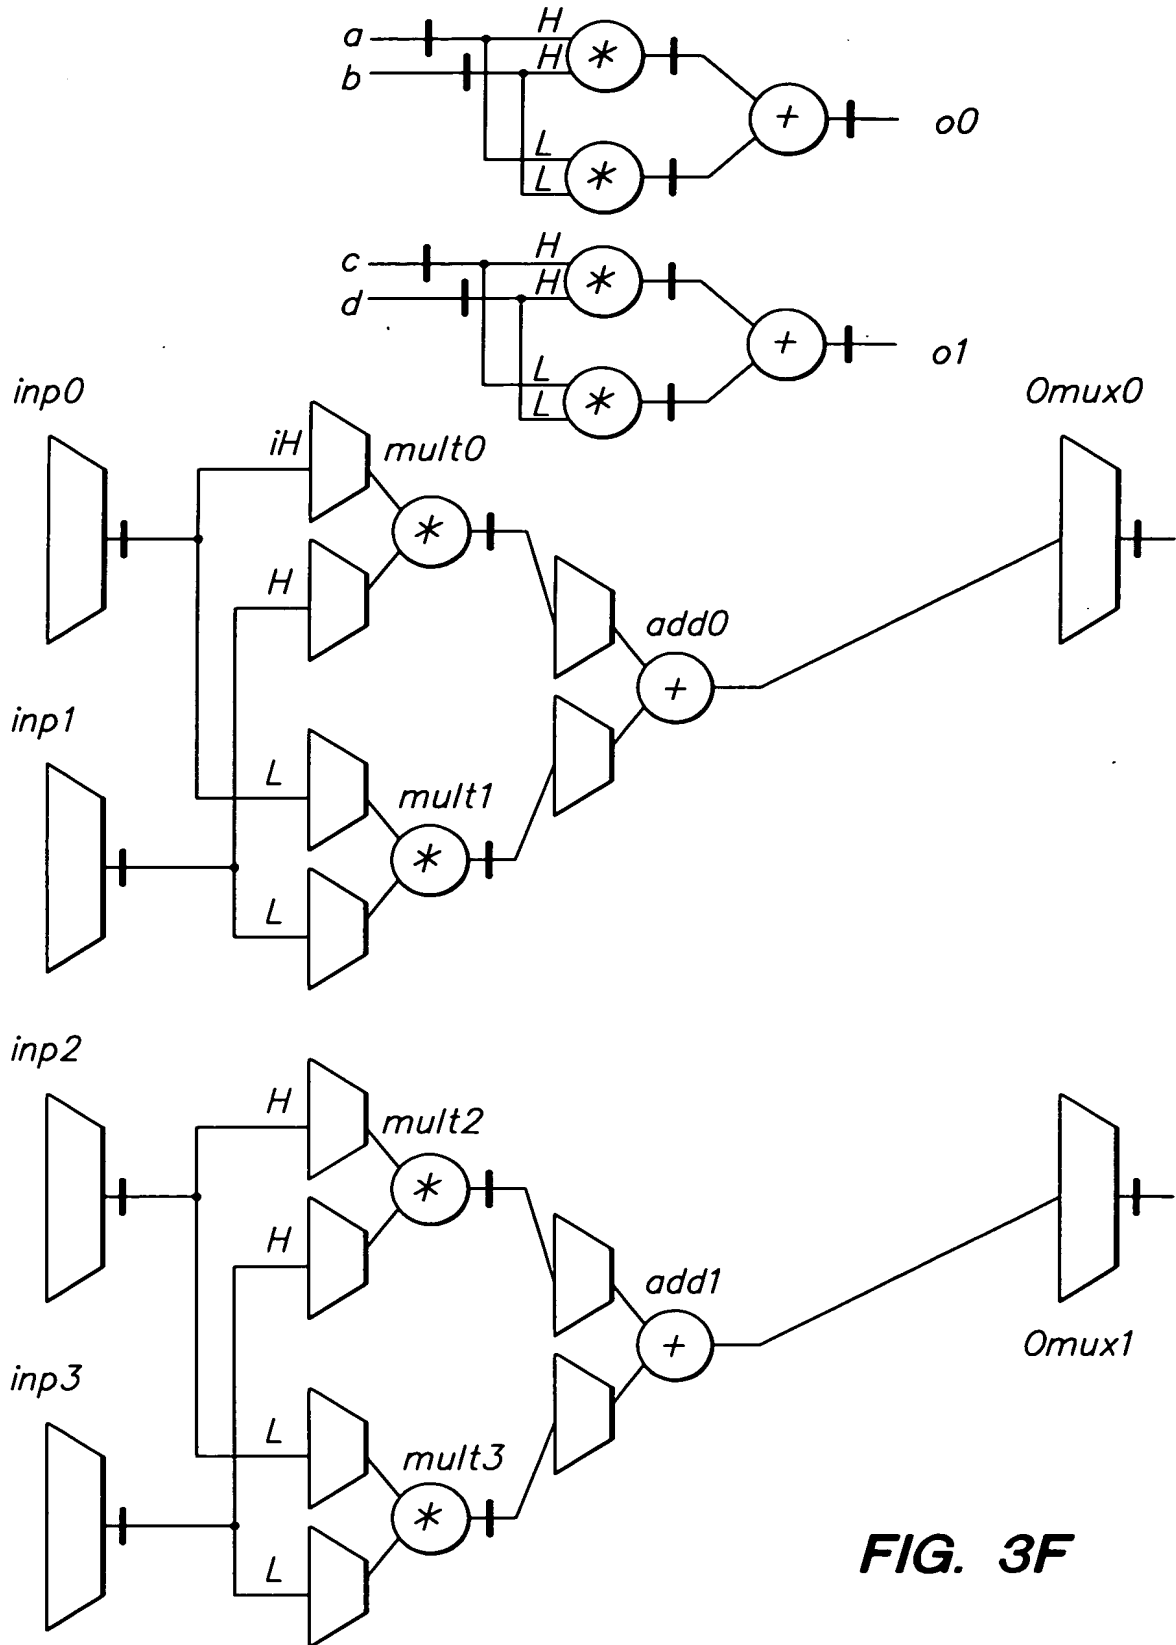 a
H
*
b
H
+
o0
L
L
*
c
H
*
d
H
+
o1
L
L
*
inp0
Omux0
iH
mult0
*
H
add0
+
inp1
L
mult1
*
L
inp2
H
mult2
*
H
add1
+
Omux1
inp3
L
mult3
*
L
FIG. 3F